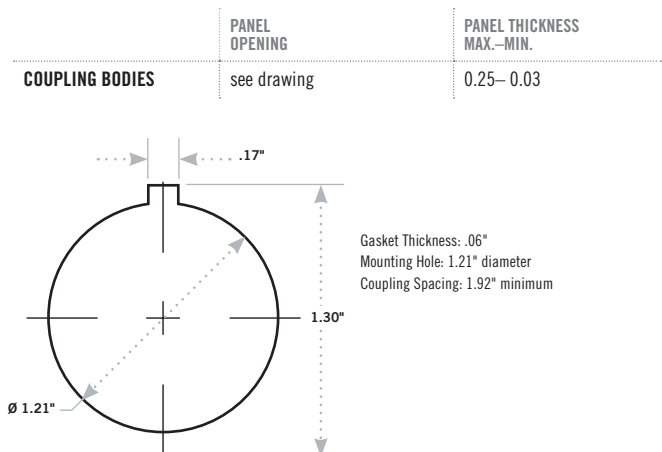 PANEL
OPENING
PANEL THICKNESS
MAX.–MIN.
COUPLING BODIES
see drawing
0.25– 0.03
.17"
Gasket Thickness: .06"
Mounting Hole: 1.21" diameter
Coupling Spacing: 1.92" minimum
1.30"
Ø 1.21"